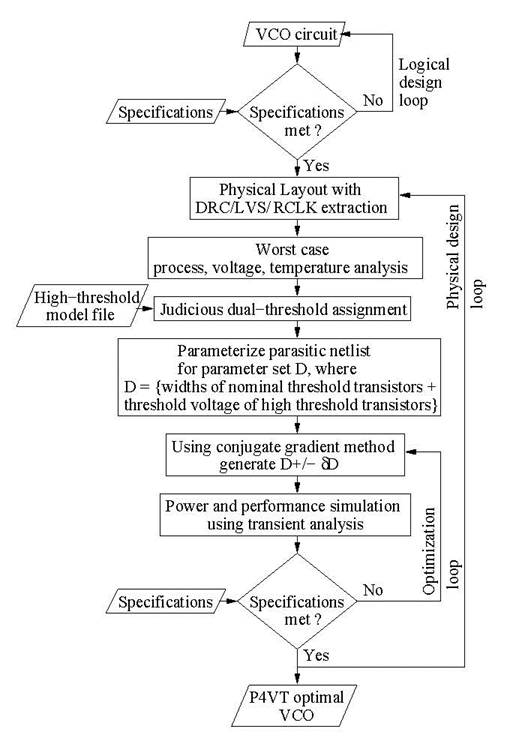 VCO circuit
Logical
design
loop
No
Specifications
Specifications
met ?
Yes
Physical Layout with
DRC/LVS/ RCLK extraction
Physical design
loop
Worst case
process, voltage, temperature analysis
High−threshold
model file
Judicious dual−threshold assignment
Parameterize parasitic netlist
for parameter set D, where
D = {widths of nominal threshold transistors +
threshold voltage of high threshold transistors}
Using conjugate gradient method
generate D+/− δD
Power and performance simulation
using transient analysis
Optimization
loop
No
Specifications
Specifications
met ?
Yes
P4VT optimal
VCO